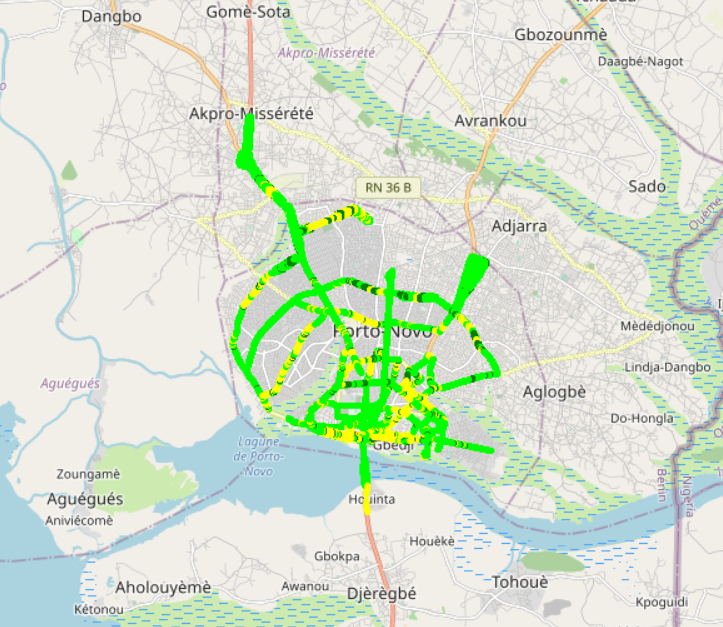 Gomè-Sota
Dangbo
Gbozounmè
Akpro-Missérété
Daagbé-Nagot
Akpro-Missérété
Avrankou
RN 36 B
Sado
Ouémé
Adjarra
Porto-Novo
Mèdédjonou
Lindja-Dangbo
Aguégués
Aglogbè
Do-Hongla
Gbèdji
Lagune
de Porto-
Novo
Zoungamè
Aguégués
Aniviécomè
Houinta
Bénin
Nigeria
Houèkè
Gbokpa
Awanou
Aholouyèmè
Djèrègbé
Tohouè
Kétonou
Kpoguidi